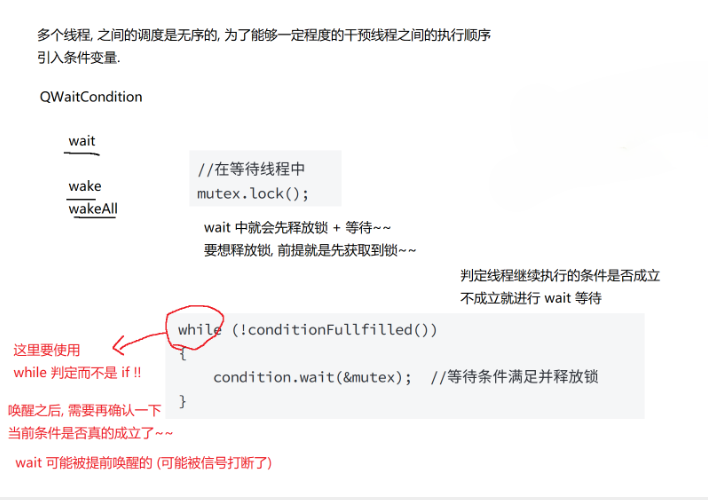 多个线程, 之间的调度是无序的, 为了能够一定程度的干预线程之间的执行顺序
引入条件变量.
QWaitCondition
wait
wake
wakeAll
//在等待线程中
mutex.lock();
wait 中就会先释放锁 + 等待~~
要想释放锁, 前提就是先获取到锁~~
判定线程继续执行的条件是否成立
不成立就进行 wait 等待
while (!conditionFullfilled())
{
condition.wait(&mutex); //等待条件满足并释放锁
}
这里要使用
while 判定而不是 if !!
唤醒之后, 需要再确认一下
当前条件是否真的成立了~~
wait 可能被提前唤醒的 (可能被信号打断了)